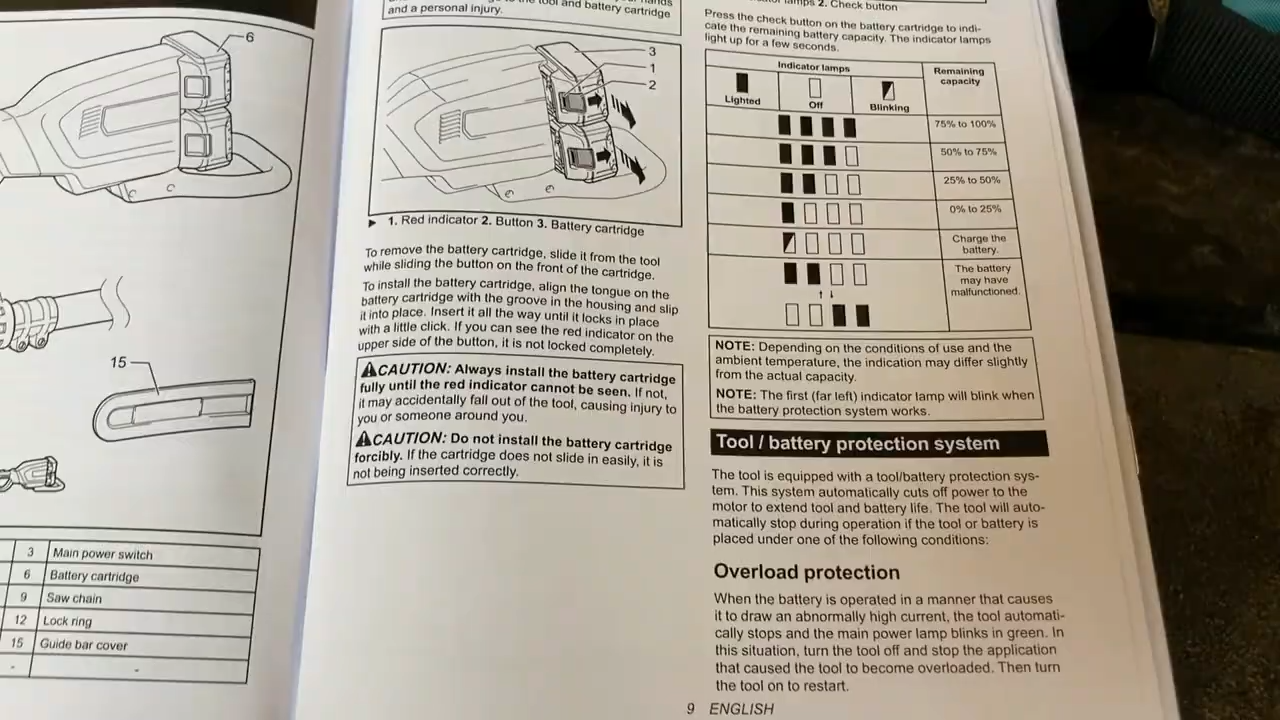 6
15
3 Main power switch
6 Battery cartridge
9 Saw chain
12 Lock ring
15 Guide bar cover
- -
tool and battery cartridge
and a personal injury.
3
1
2
1. Red indicator 2. Button 3. Battery cartridge
To remove the battery cartridge, slide it from the tool
while sliding the button on the front of the cartridge.
To install the battery cartridge, align the tongue on the
battery cartridge with the groove in the housing and slip
it into place. Insert it all the way until it locks in place
with a little click. If you can see the red indicator on the
upper side of the button, it is not locked completely.
CAUTION: Always install the battery cartridge
fully until the red indicator cannot be seen. If not,
it may accidentally fall out of the tool, causing injury to
you or someone around you.
CAUTION: Do not install the battery cartridge
forcibly. If the cartridge does not slide in easily, it is
not being inserted correctly.
lamps 2. Check button
Press the check button on the battery cartridge to indi-
cate the remaining battery capacity. The indicator lamps
light up for a few seconds.
Indicator lamps
Remaining
capacity
Lighted Off Blinking
75% to 100%
50% to 75%
25% to 50%
0% to 25%
Charge the
battery.
The battery
may have
malfunctioned.
NOTE: Depending on the conditions of use and the
ambient temperature, the indication may differ slightly
from the actual capacity.
NOTE: The first (far left) indicator lamp will blink when
the battery protection system works.
Tool / battery protection system
The tool is equipped with a tool/battery protection sys-
tem. This system automatically cuts off power to the
motor to extend tool and battery life. The tool will auto-
matically stop during operation if the tool or battery is
placed under one of the following conditions:
Overload protection
When the battery is operated in a manner that causes
it to draw an abnormally high current, the tool automati-
cally stops and the main power lamp blinks in green. In
this situation, turn the tool off and stop the application
that caused the tool to become overloaded. Then turn
the tool on to restart.
9 ENGLISH